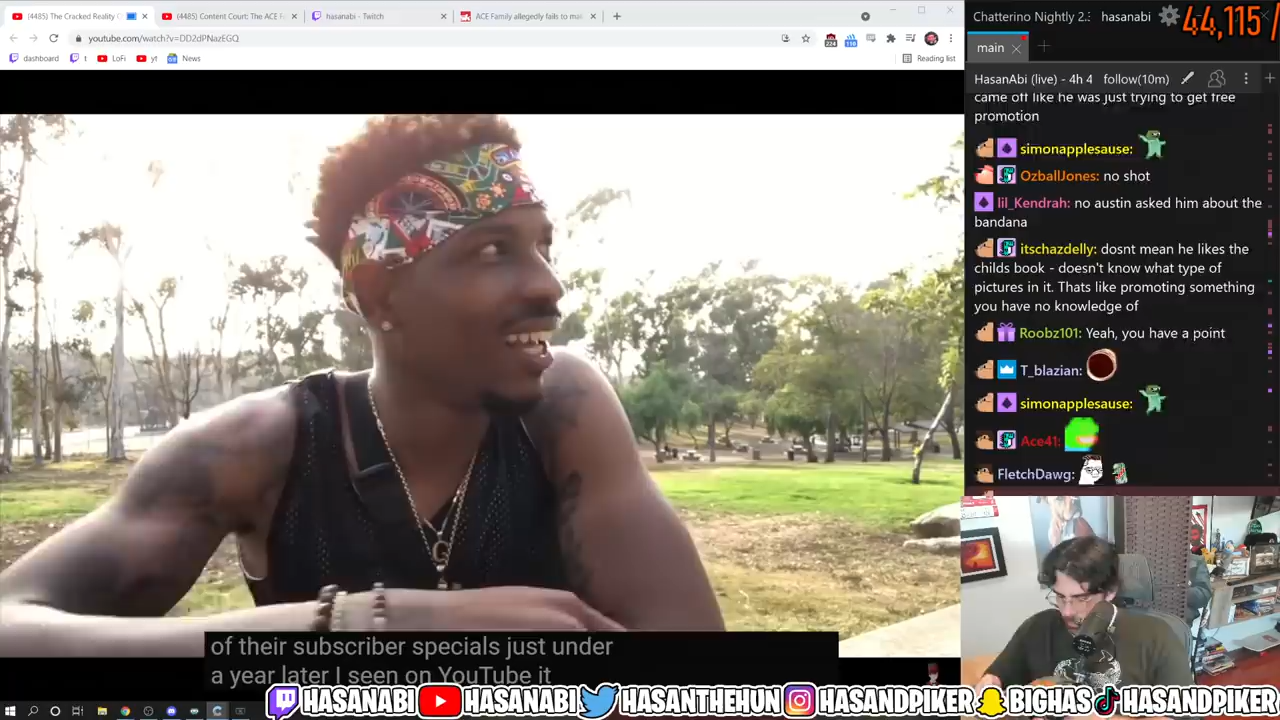 (4485) The Cracked Reality C
(4485) Content Court: The ACE F
hasanabi - Twitch
ACE Family allegedly fails to mak
youtube.com/watch?v=DD2dPNazEGQ
dashboard
t
LoFi
yt
News
Reading list
Chatterino Nightly 2.
hasanabi
44,115 /
main
HasanAbi (live) - 4h 4
follow(10m)
came off like he was just trying to get free
promotion
simonapplesause:
OzballJones: no shot
lil_Kendrah: no austin asked him about the
bandana
itschazdelly: dosnt mean he likes the
childs book - doesn't know what type of
pictures in it. Thats like promoting something
you have no knowledge of
Roobz101: Yeah, you have a point
T_blazian:
simonapplesause:
Ace41:
FletchDawg:
of their subscriber specials just under
a year later I seen on YouTube it
HASANABI HASANABI HASANTHEHUN HASANDPIKER BIGHAS HASANDPIKER